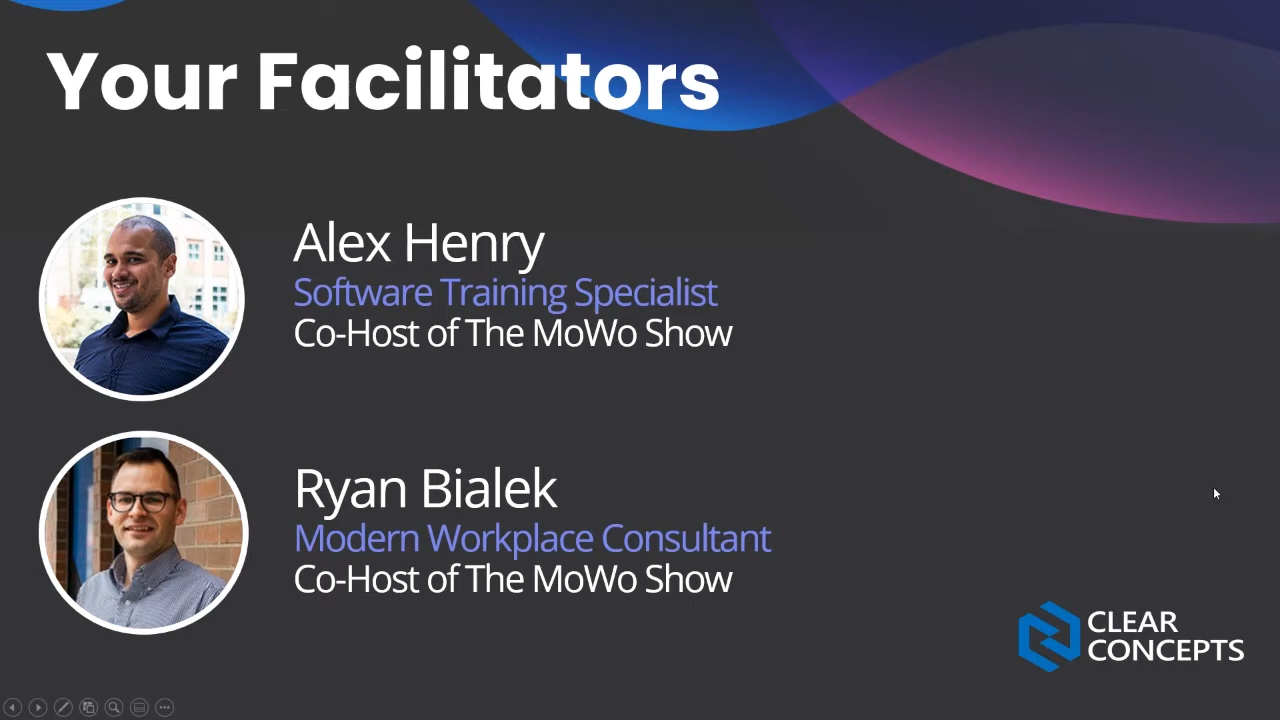 Your Facilitators
Alex Henry
Software Training Specialist
Co-Host of The MoWo Show
Ryan Bialek
Modern Workplace Consultant
Co-Host of The MoWo Show
CLEAR
CONCEPTS